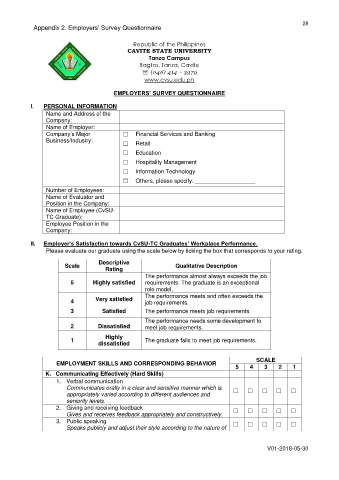 28
Appendix 2. Employers' Survey Questionnaire
Republic of the Philippines
CAVITE STATE UNIVERSITY
Tanza Campus
Bagtas, Tanza, Cavite
☏ (046) 414 – 3979
www.cvsu.edu.ph
EMPLOYERS' SURVEY QUESTIONNAIRE
I. PERSONAL INFORMATION
Name and Address of the
Company:
Name of Employer:
Company's Major
Business/Industry:
☐ Financial Services and Banking
☐ Retail
☐ Education
☐ Hospitality Management
☐ Information Technology
☐ Others, please specify: ____________________
Number of Employees:
Name of Evaluator and
Position in the Company:
Name of Employee (CvSU-
TC Graduate):
Employee Position in the
Company:
II. Employer's Satisfaction towards CvSU-TC Graduates' Workplace Performance.
Please evaluate our graduate using the scale below by ticking the box that corresponds to your rating.
Scale Descriptive Rating Qualitative Description
5 Highly satisfied The performance almost always exceeds the job
requirements. The graduate is an exceptional
role model.
4 Very satisfied The performance meets and often exceeds the
job requirements.
3 Satisfied The performance meets job requirements.
2 Dissatisfied The performance needs some development to
meet job requirements.
1 Highly dissatisfied The graduate fails to meet job requirements.
EMPLOYMENT SKILLS AND CORRESPONDING BEHAVIOR SCALE
5 4 3 2 1
K. Communicating Effectively (Hard Skills)
1. Verbal communication
Communicates orally in a clear and sensitive manner which is
appropriately varied according to different audiences and
seniority levels. ☐ ☐ ☐ ☐ ☐
2. Giving and receiving feedback
Gives and receives feedback appropriately and constructively. ☐ ☐ ☐ ☐ ☐
3. Public speaking
Speaks publicly and adjust their style according to the nature of ☐ ☐ ☐ ☐ ☐
V01-2018-05-30